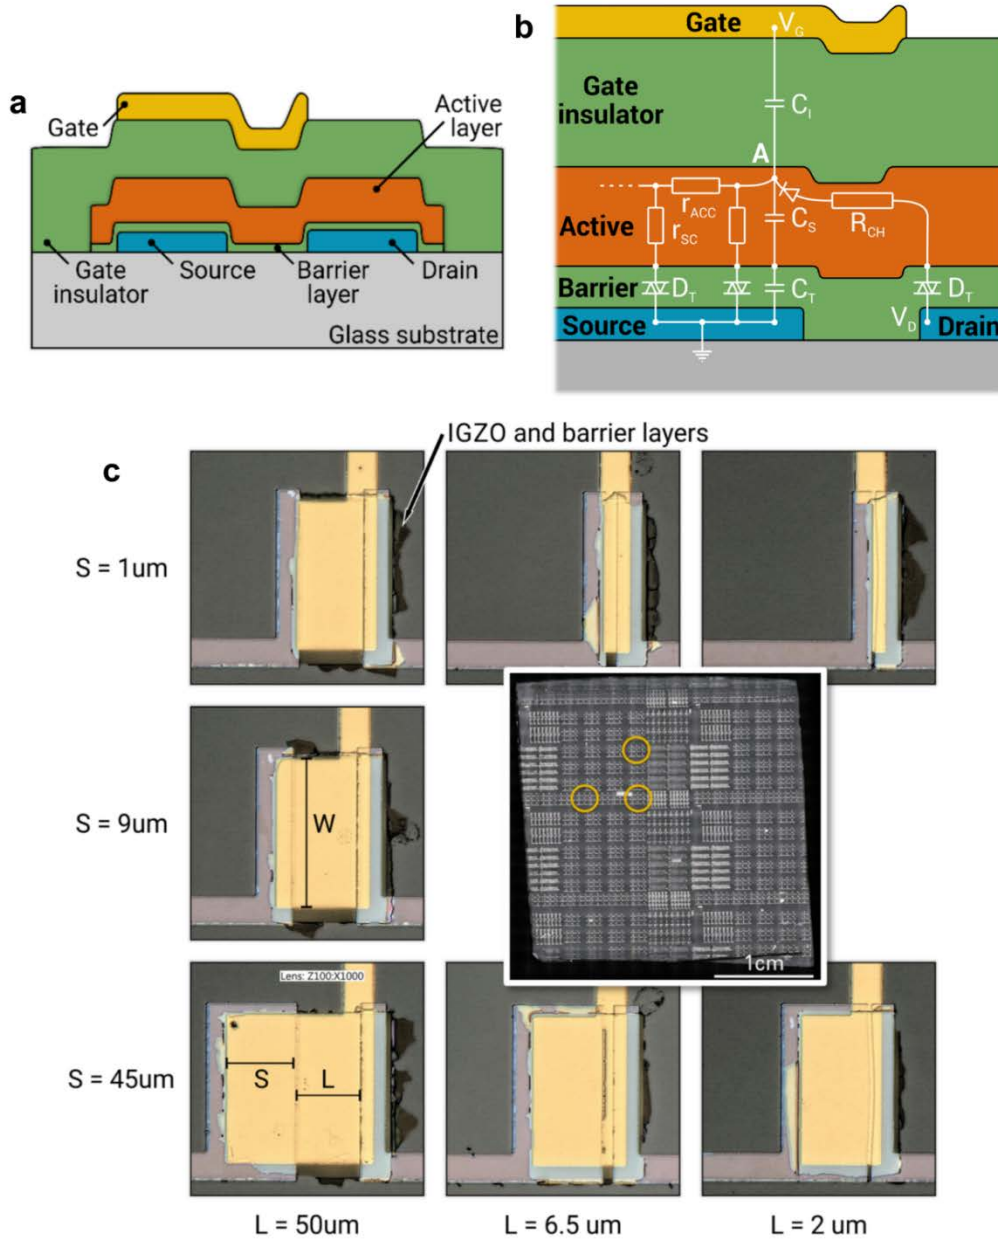 a
Gate
Active
layer
Gate
insulator
Source
Barrier
layer
Drain
Glass substrate
b
Gate
V_G
Gate
insulator
C_I
A
Active
r_ACC
r_SC
C_S
R_CH
Barrier
D_T
C_T
D_T
Source
V_D
Drain
c
IGZO and barrier layers
S = 1um
S = 9um
W
1cm
S = 45um
Lens: Z100:X1000
S
L
L = 50um
L = 6.5 um
L = 2 um